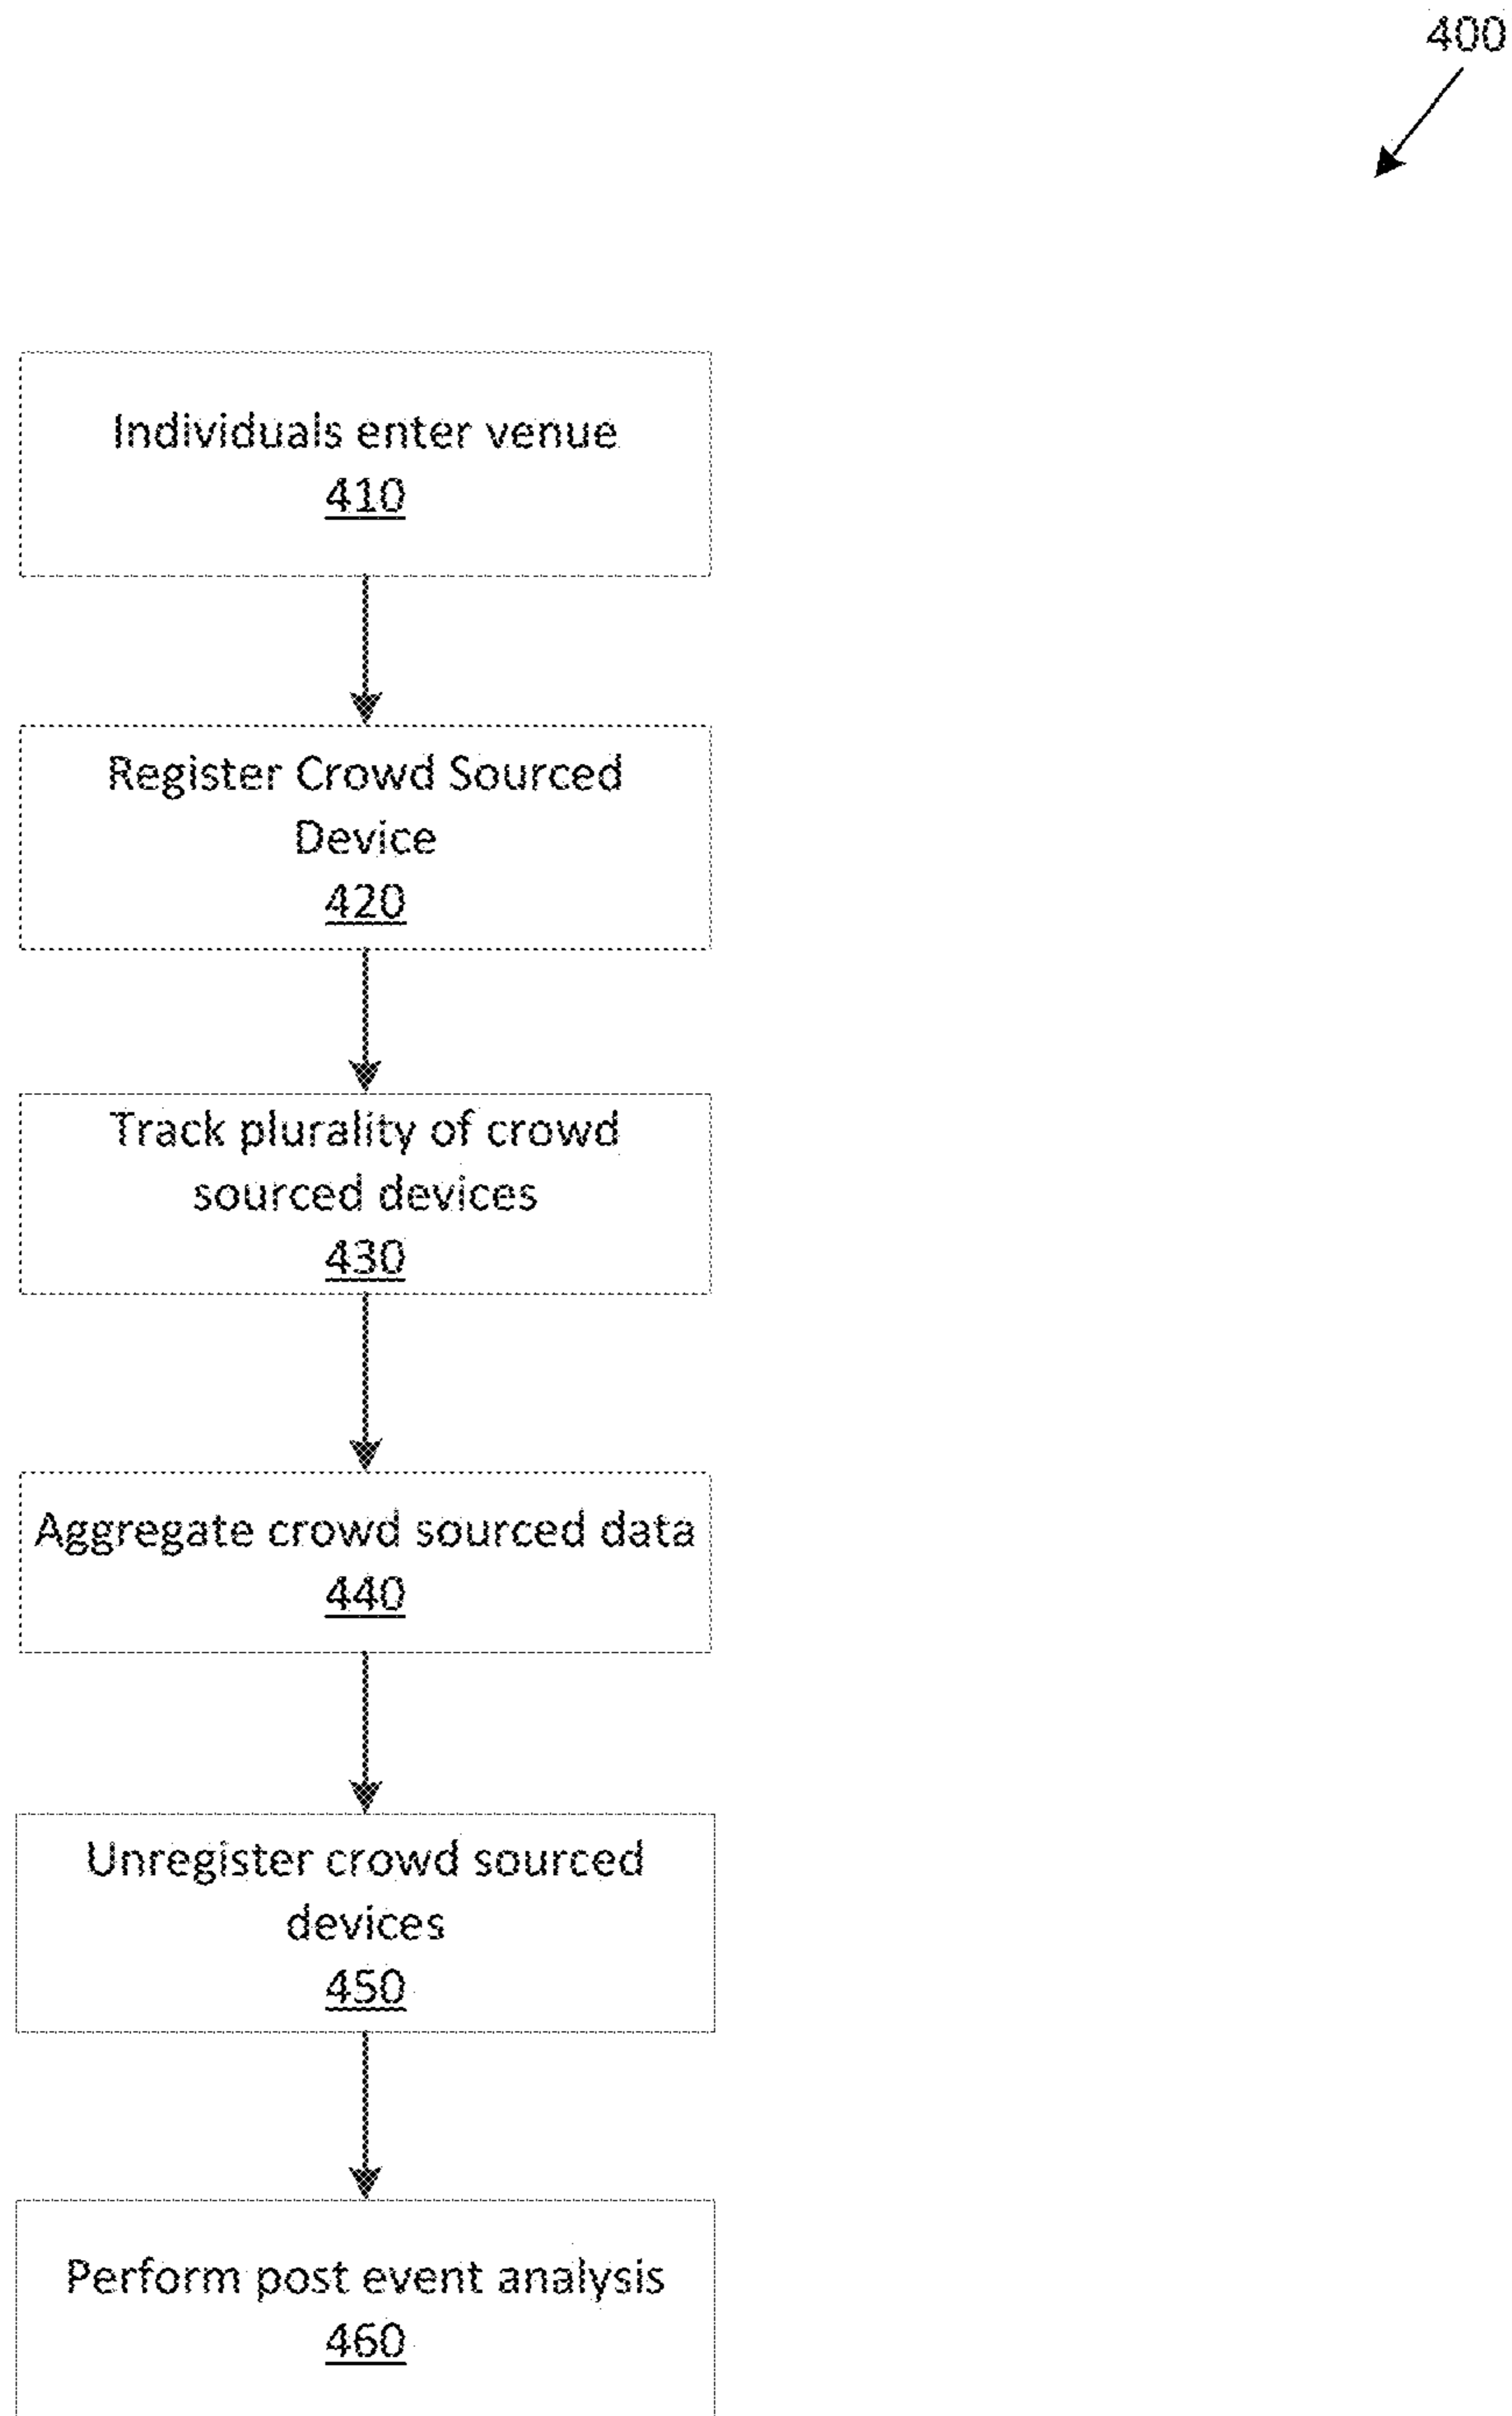 400
Individuals enter venue
410
Register Crowd Sourced
Device
420
Track plurality of crowd
sourced devices
430
Aggregate crowd sourced data
440
Unregister crowd sourced
devices
450
Perform post event analysis
460